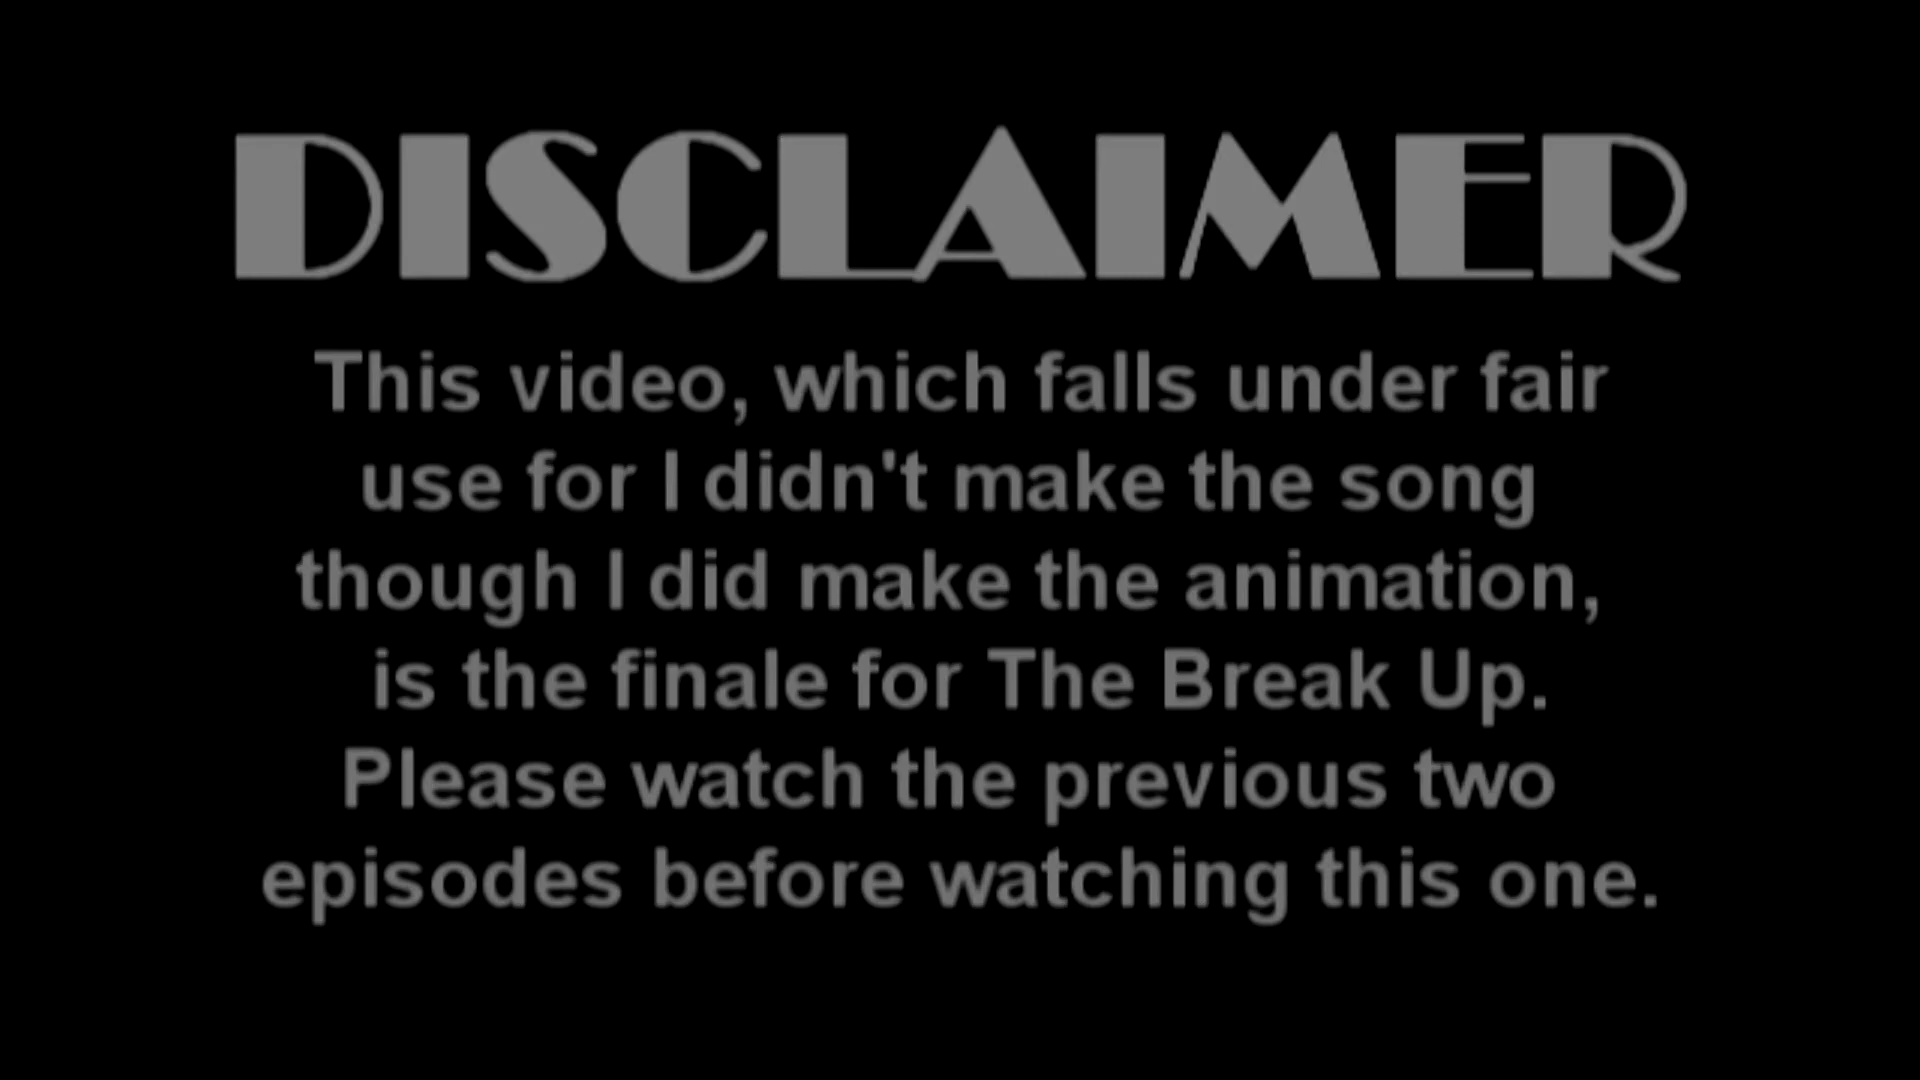 DISCLAIMER
This video, which falls under fair
use for I didn't make the song
though I did make the animation,
is the finale for The Break Up.
Please watch the previous two
episodes before watching this one.